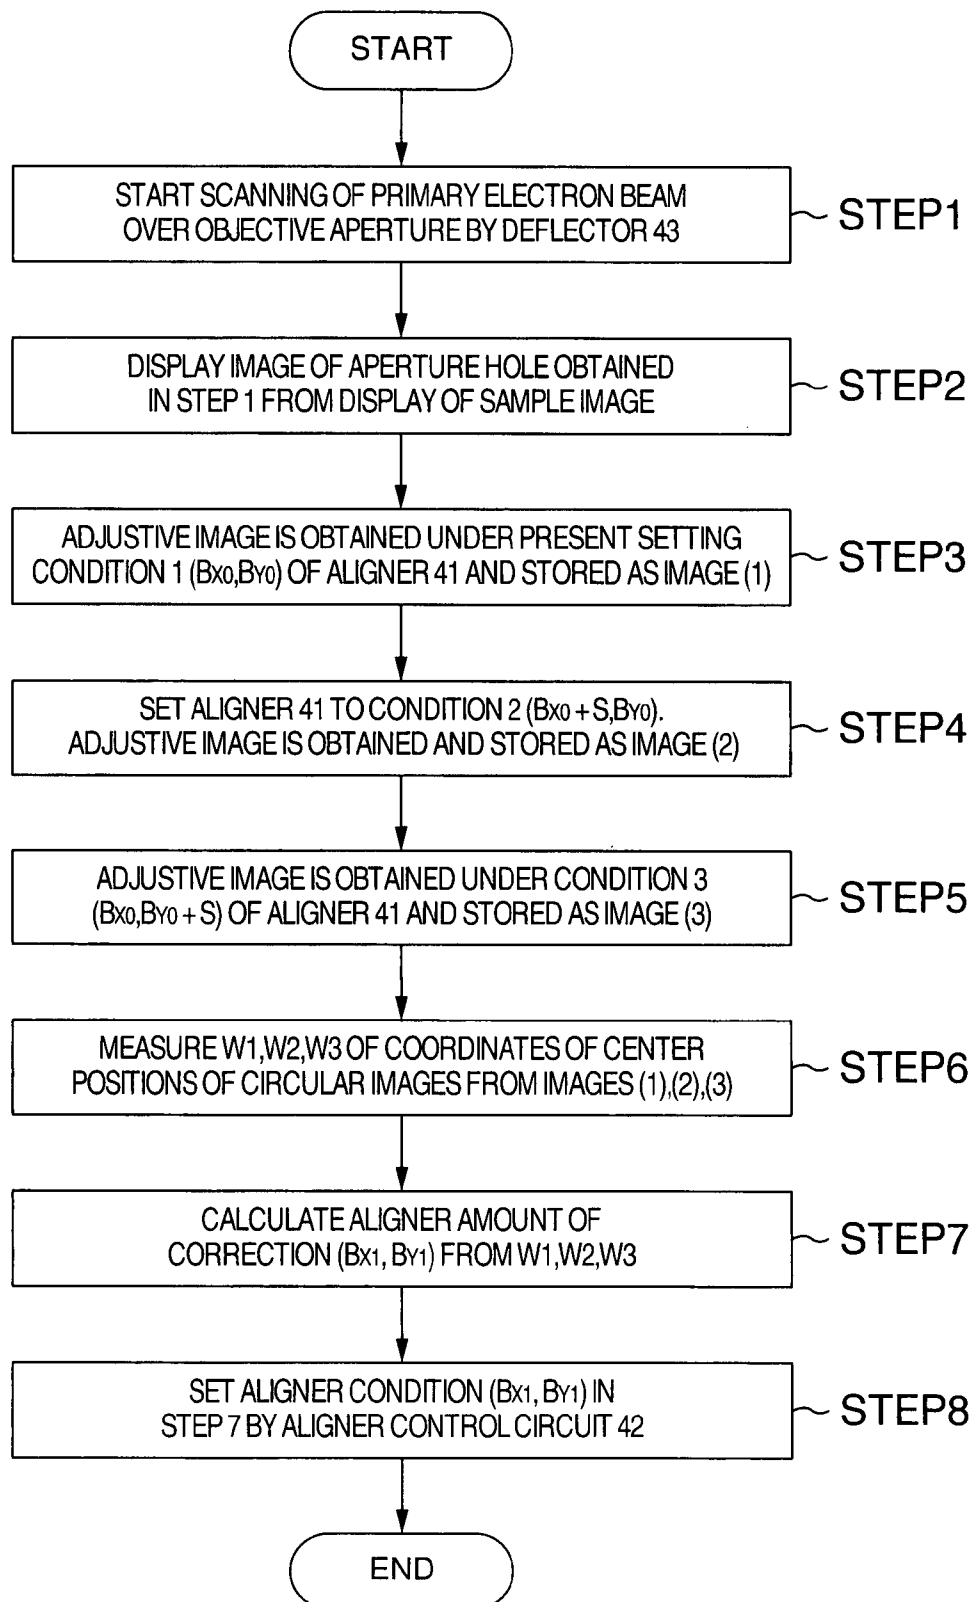 START
START SCANNING OF PRIMARY ELECTRON BEAM
OVER OBJECTIVE APERTURE BY DEFLECTOR 43
STEP1
DISPLAY IMAGE OF APERTURE HOLE OBTAINED
IN STEP 1 FROM DISPLAY OF SAMPLE IMAGE
STEP2
ADJUSTIVE IMAGE IS OBTAINED UNDER PRESENT SETTING
CONDITION 1 (BX0,BY0) OF ALIGNER 41 AND STORED AS IMAGE (1)
STEP3
SET ALIGNER 41 TO CONDITION 2 (BX0 + S,BY0).
ADJUSTIVE IMAGE IS OBTAINED AND STORED AS IMAGE (2)
STEP4
ADJUSTIVE IMAGE IS OBTAINED UNDER CONDITION 3
(BX0,BY0 + S) OF ALIGNER 41 AND STORED AS IMAGE (3)
STEP5
MEASURE W1,W2,W3 OF COORDINATES OF CENTER
POSITIONS OF CIRCULAR IMAGES FROM IMAGES (1),(2),(3)
STEP6
CALCULATE ALIGNER AMOUNT OF
CORRECTION (BX1, BY1) FROM W1,W2,W3
STEP7
SET ALIGNER CONDITION (BX1, BY1) IN
STEP 7 BY ALIGNER CONTROL CIRCUIT 42
STEP8
END